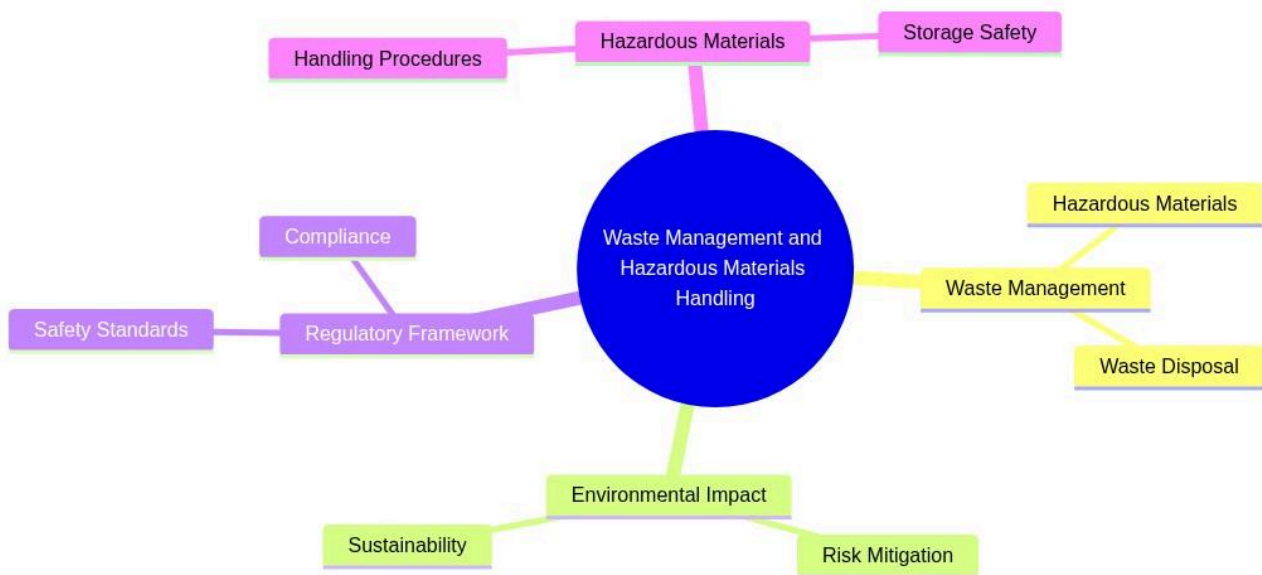 Hazardous Materials
Storage Safety
Handling Procedures
Hazardous Materials
Compliance
Waste Management and
Hazardous Materials
Handling
Waste Management
Safety Standards
Regulatory Framework
Waste Disposal
Environmental Impact
Sustainability
Risk Mitigation